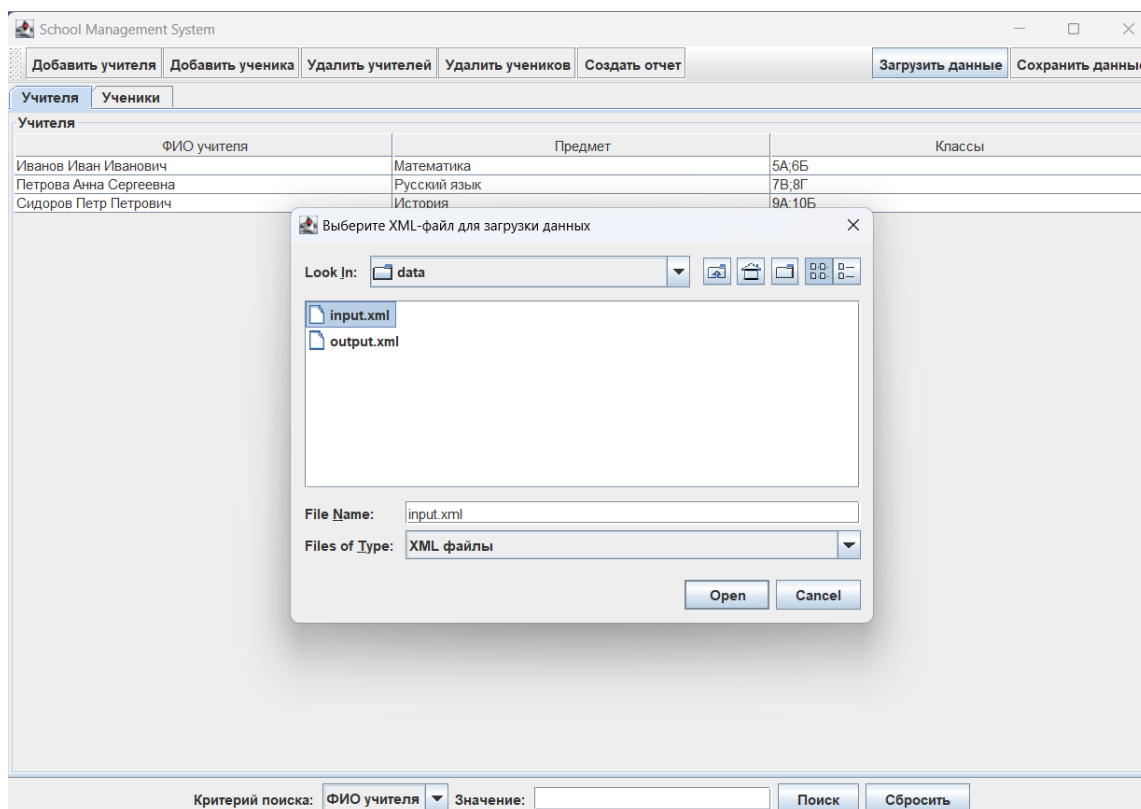 School Management System
Добавить учителя Добавить ученика Удалить учителей Удалить учеников Создать отчет Загрузить данные Сохранить данные
Учителя Ученики
Учителя
ФИО учителя Предмет Классы
Иванов Иван Иванович Математика 5А;6Б
Петрова Анна Сергеевна Русский язык 7В;8Г
Сидоров Петр Петрович История 9А;10Б
Выберите XML-файл для загрузки данных
Look In: data
input.xml
output.xml
File Name: input.xml
Files of Type: XML файлы
Open Cancel
Критерий поиска: ФИО учителя Значение: Поиск Сбросить